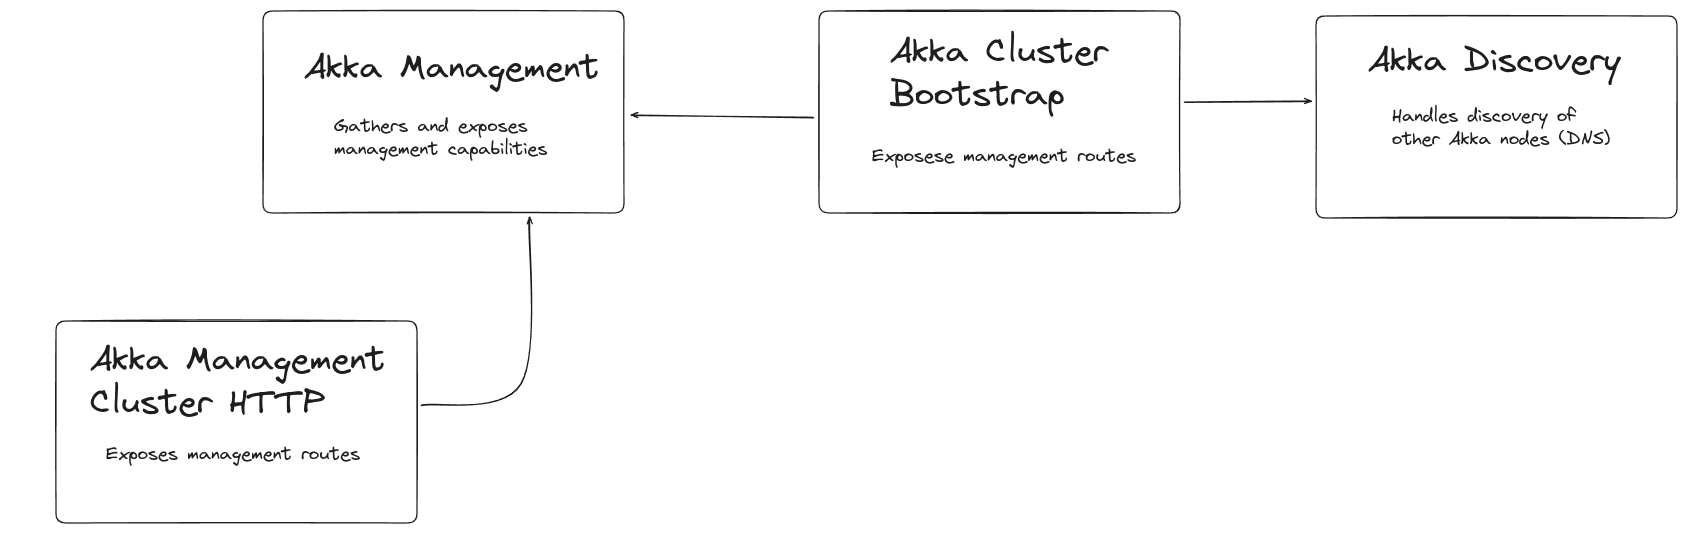 Akka Management
Gathers and exposes
management capabilities
Akka Cluster
Bootstrap
Exposese management routes
Akka Discovery
Handles discovery of
other Akka nodes (DNS)
Akka Management
Cluster HTTP
Exposes management routes